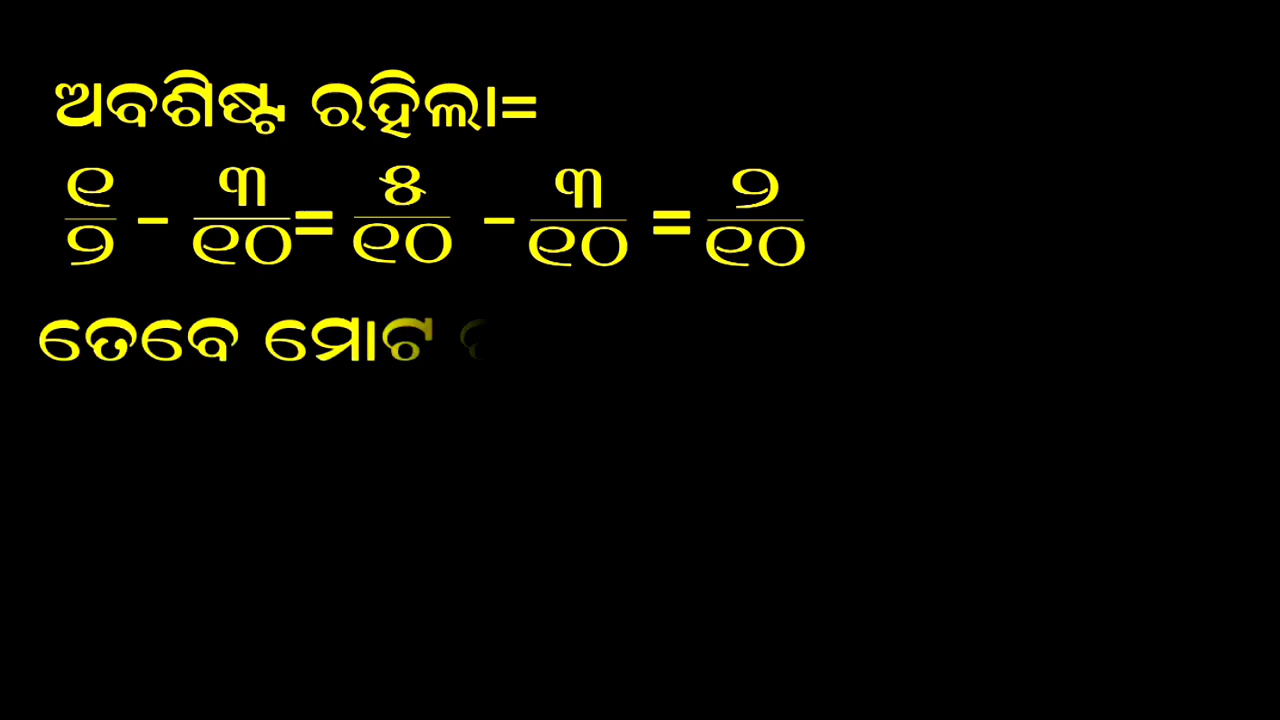 ଅବଶିଷ୍ଟ ରହିଲା=
୧/୨ - ୩/୧୦ = ୫/୧୦ - ୩/୧୦ = ୨/୧୦
ତେବେ ମୋଟ